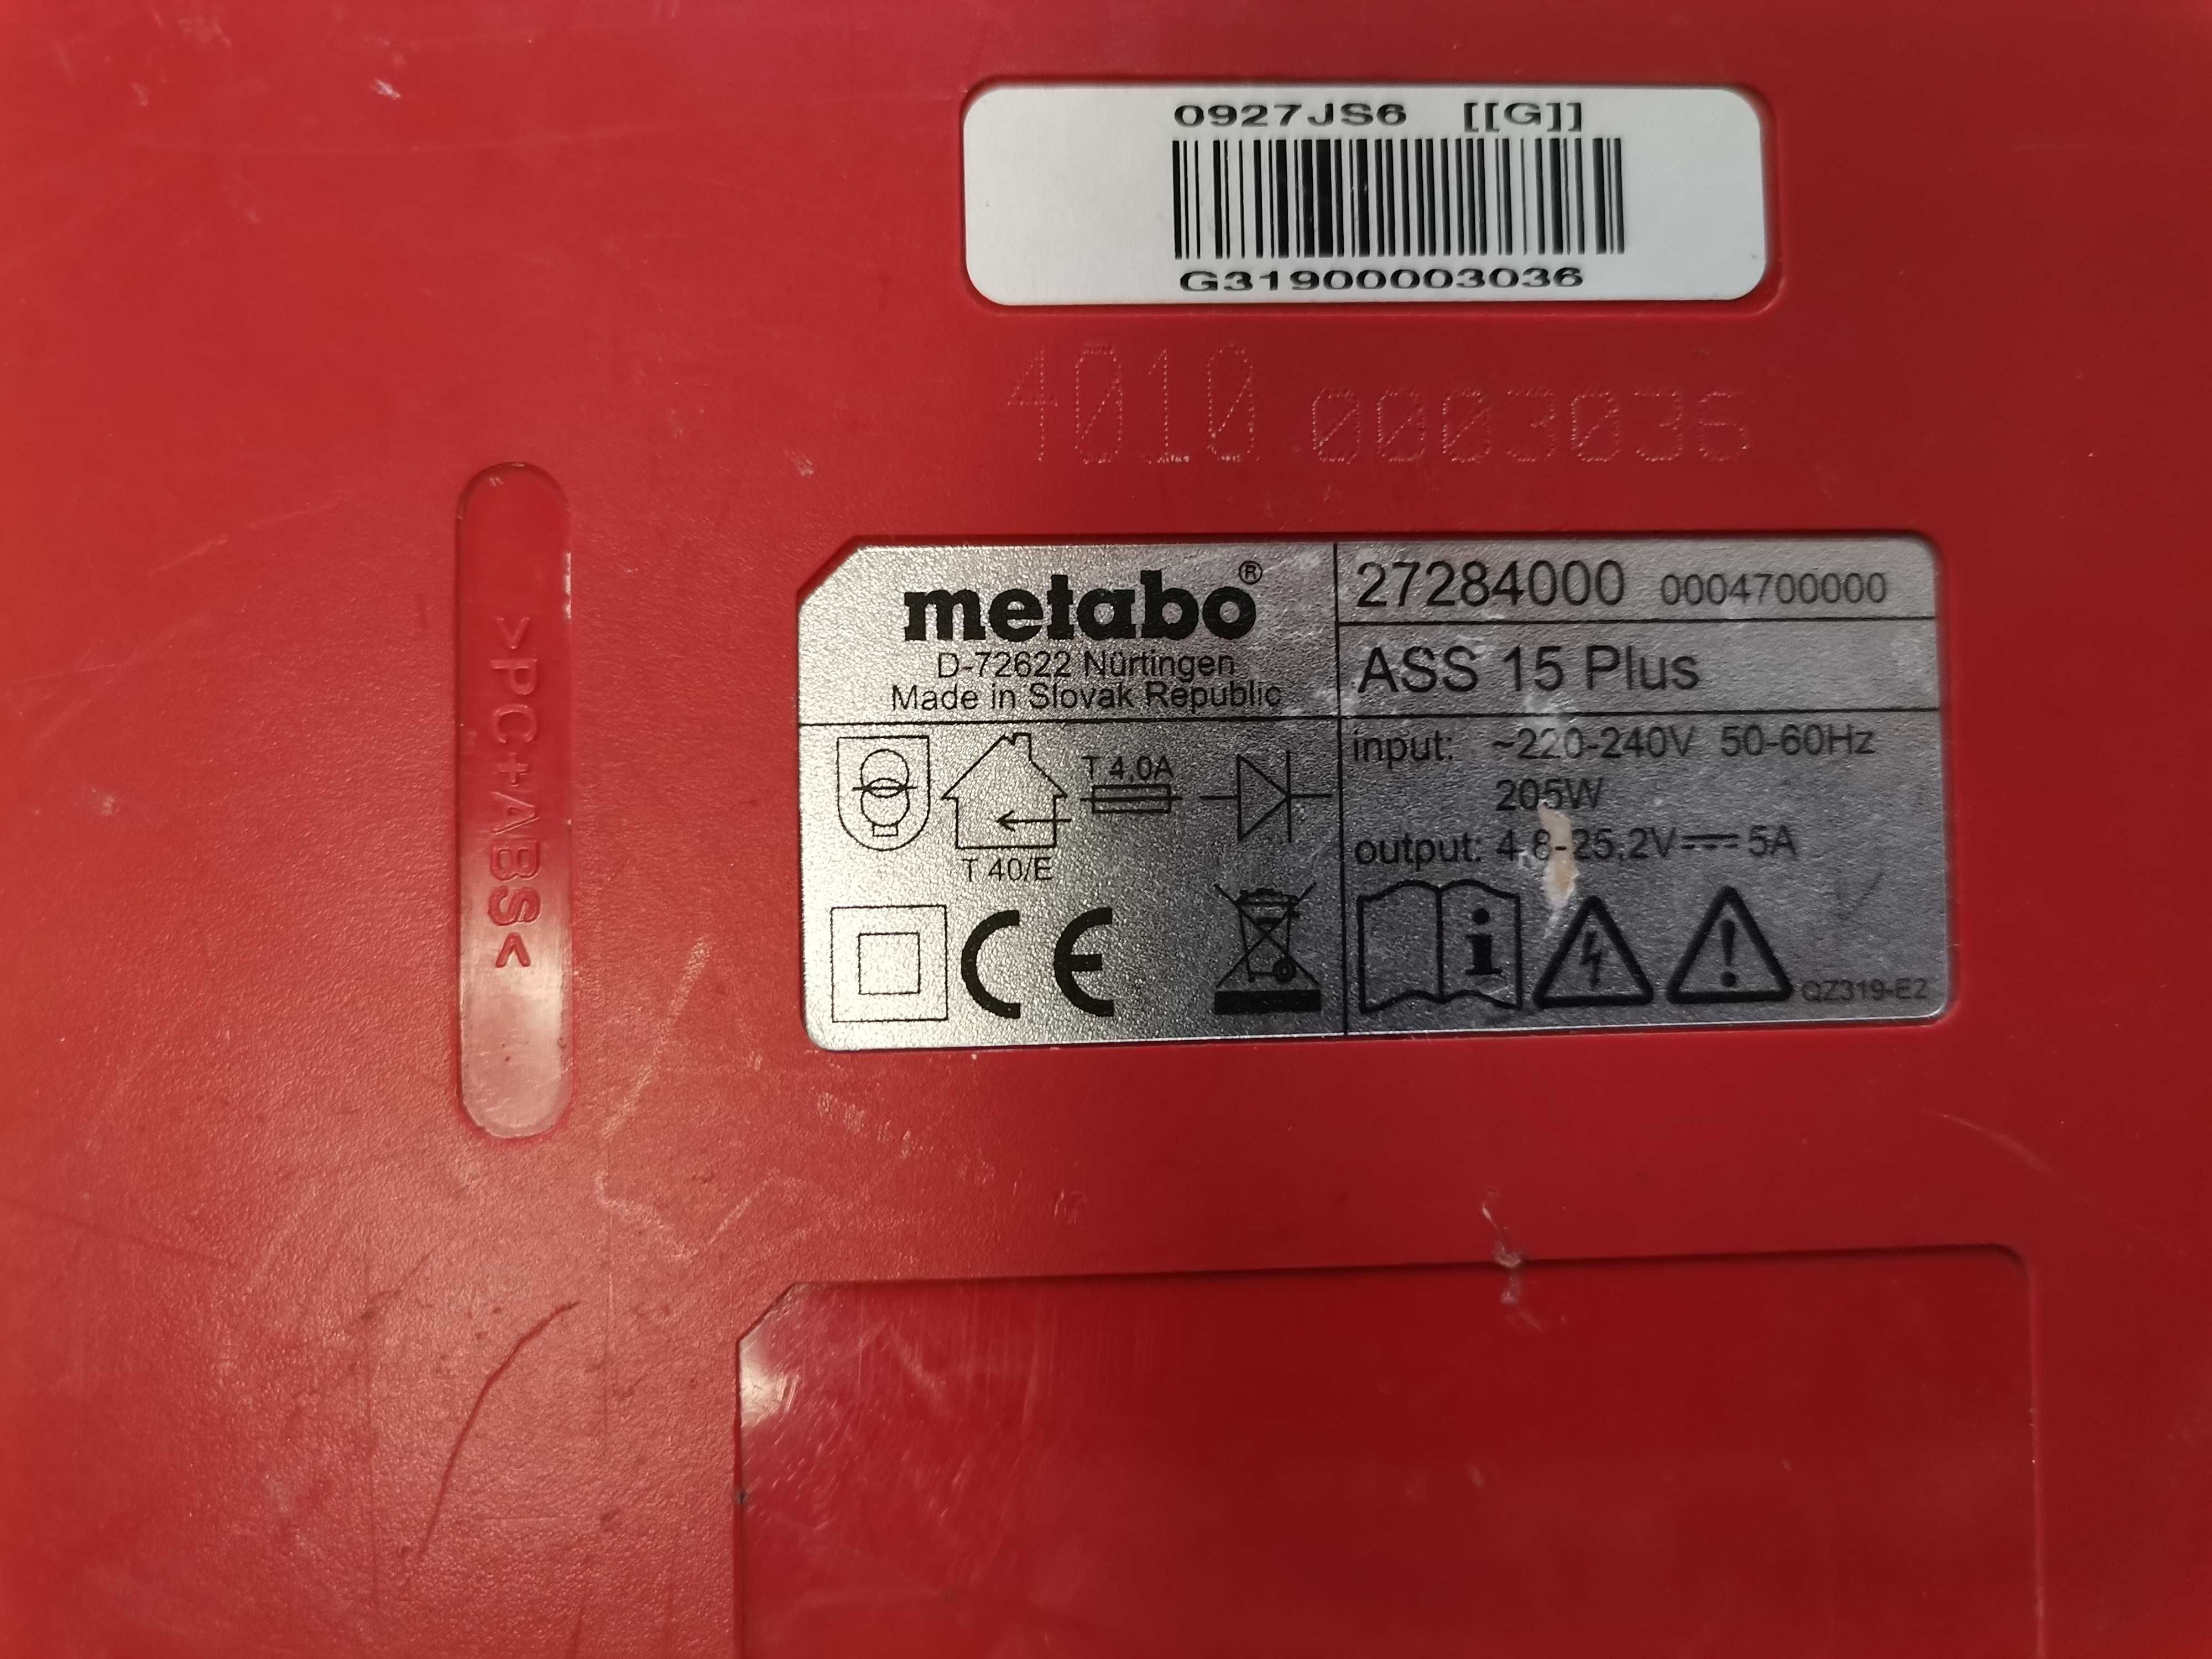 0927JS6 [[G]]
G31900003036
4010 0003036
>PC+ABS<
metabo®
D-72622 Nürtingen
Made in Slovak Republic
27284000 0004700000
ASS 15 Plus
input: ~220-240V 50-60Hz
205W
output: 4,8-25,2V 5A
T 4,0A
T 40/E
CE
i
QZ319-E2